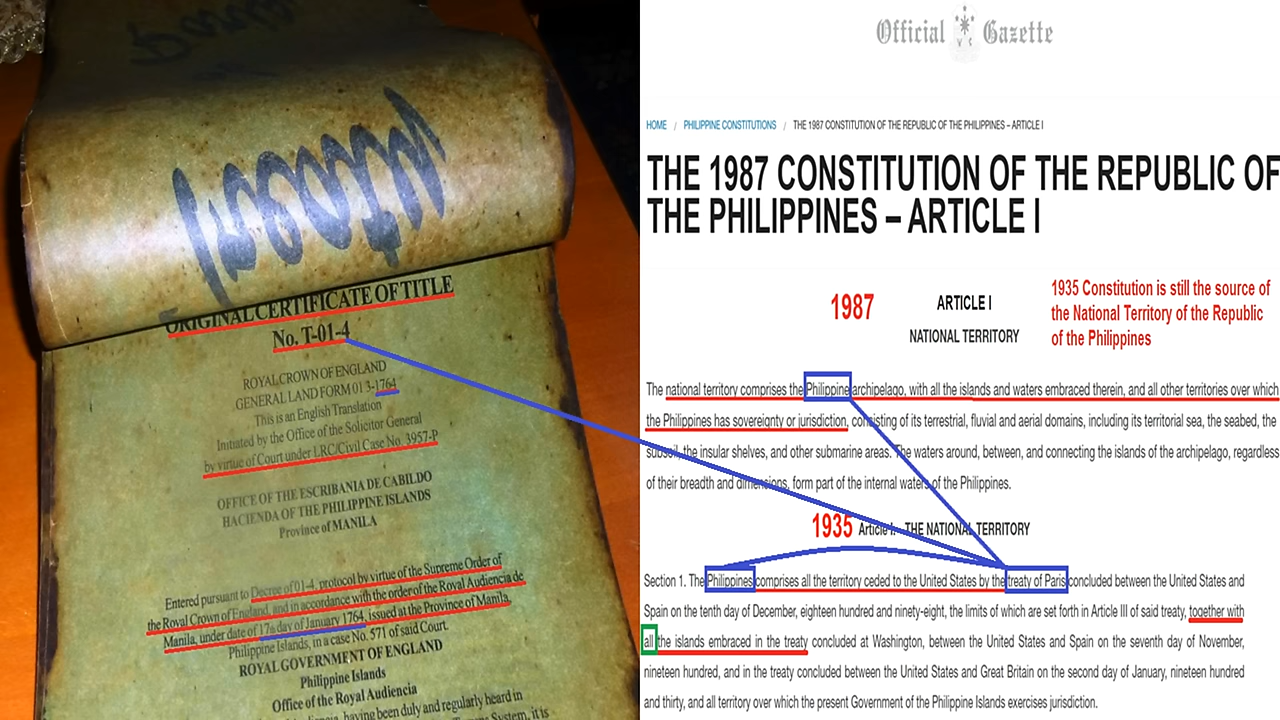 ORIGINAL CERTIFICATE OF TITLE
No. T-01-4
ROYAL CROWN OF ENGLAND
GENERAL LAND FORM 01 3-1764
This is an English Translation
Initiated by the Office of the Solicitor General
by virtue of Court under LRC/Civil Case No. 3957-P
OFFICE OF THE ESCRIBANIA DE CABILDO
HACIENDA OF THE PHILIPPINE ISLANDS
Province of MANILA
Entered pursuant to Decree of 01-4, protocol by virtue of the Supreme Order of
the Royal Crown of England, and in accordance with the order of the Royal Audiencia de
Manila, under date of 17a day of January 1764, issued at the Province of Manila,
Philippine Islands, in a case No. 571 of said Court.
ROYAL GOVERNMENT OF ENGLAND
Philippine Islands
Office of the Royal Audiencia
having been duly and regularly heard in
System, it is
Official Gazette
HOME / PHILIPPINE CONSTITUTIONS / THE 1987 CONSTITUTION OF THE REPUBLIC OF THE PHILIPPINES – ARTICLE I
THE 1987 CONSTITUTION OF THE REPUBLIC OF
THE PHILIPPINES – ARTICLE I
1987
ARTICLE I
NATIONAL TERRITORY
1935 Constitution is still the source of
the National Territory of the Republic
of the Philippines
The national territory comprises the Philippine archipelago, with all the islands and waters embraced therein, and all other territories over which
the Philippines has sovereignty or jurisdiction, consisting of its terrestrial, fluvial and aerial domains, including its territorial sea, the seabed, the
subsoil, the insular shelves, and other submarine areas. The waters around, between, and connecting the islands of the archipelago, regardless
of their breadth and dimensions, form part of the internal waters of the Philippines.
1935 Article I. THE NATIONAL TERRITORY
Section 1. The Philippines comprises all the territory ceded to the United States by the treaty of Paris concluded between the United States and
Spain on the tenth day of December, eighteen hundred and ninety-eight, the limits of which are set forth in Article III of said treaty, together with
all the islands embraced in the treaty concluded at Washington, between the United States and Spain on the seventh day of November,
nineteen hundred, and in the treaty concluded between the United States and Great Britain on the second day of January, nineteen hundred
and thirty, and all territory over which the present Government of the Philippine Islands exercises jurisdiction.